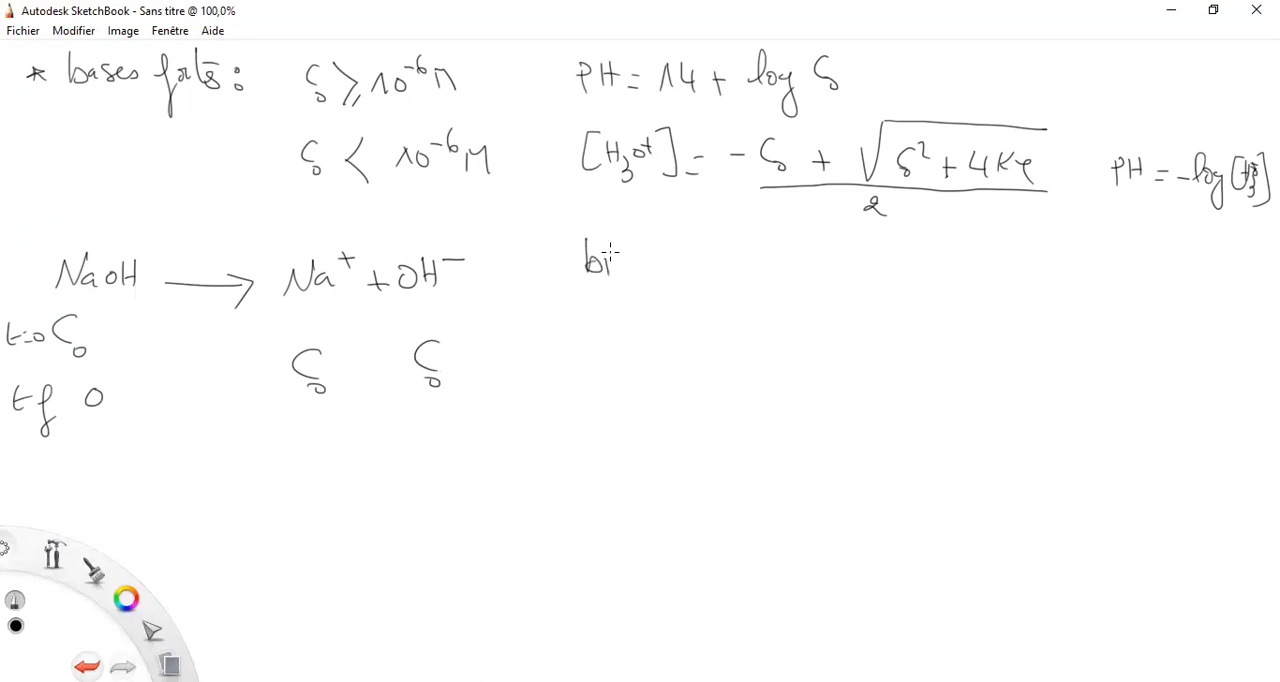 Autodesk SketchBook - Sans titre @ 100,0%
Fichier Modifier Image Fenêtre Aide
* bases fortes : C₀ ⩾ 10⁻⁶ M PH = 14 + log C₀
C₀ < 10⁻⁶ M [H₃O⁺] = (- C₀ + √(C₀² + 4Ke)) / 2 PH = -log[H₃O⁺]
NaOH ⟶ Na⁺ + OH⁻ bi
t=0 C₀
C₀ C₀
tf 0